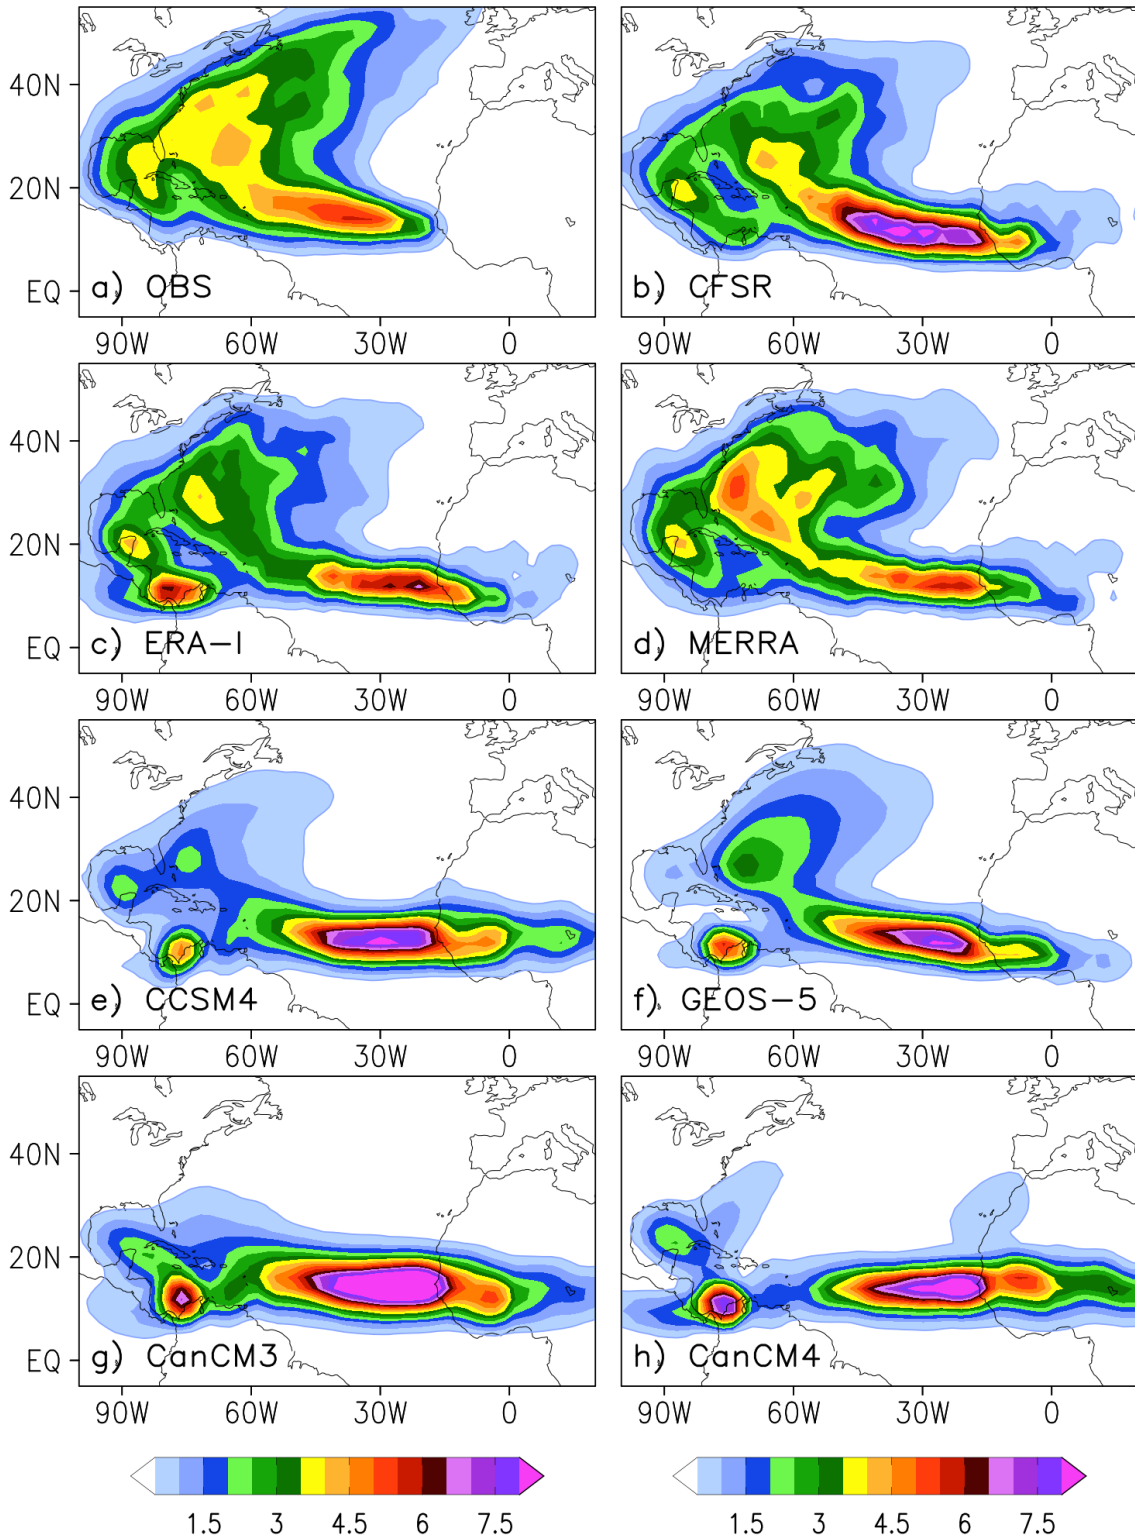 40N
20N
EQ
a) OBS
b) CFSR
90W 60W 30W 0
90W 60W 30W 0
40N
20N
EQ
c) ERA-I
d) MERRA
90W 60W 30W 0
90W 60W 30W 0
40N
20N
EQ
e) CCSM4
f) GEOS-5
90W 60W 30W 0
90W 60W 30W 0
40N
20N
EQ
g) CanCM3
h) CanCM4
90W 60W 30W 0
90W 60W 30W 0
1.5 3 4.5 6 7.5
1.5 3 4.5 6 7.5